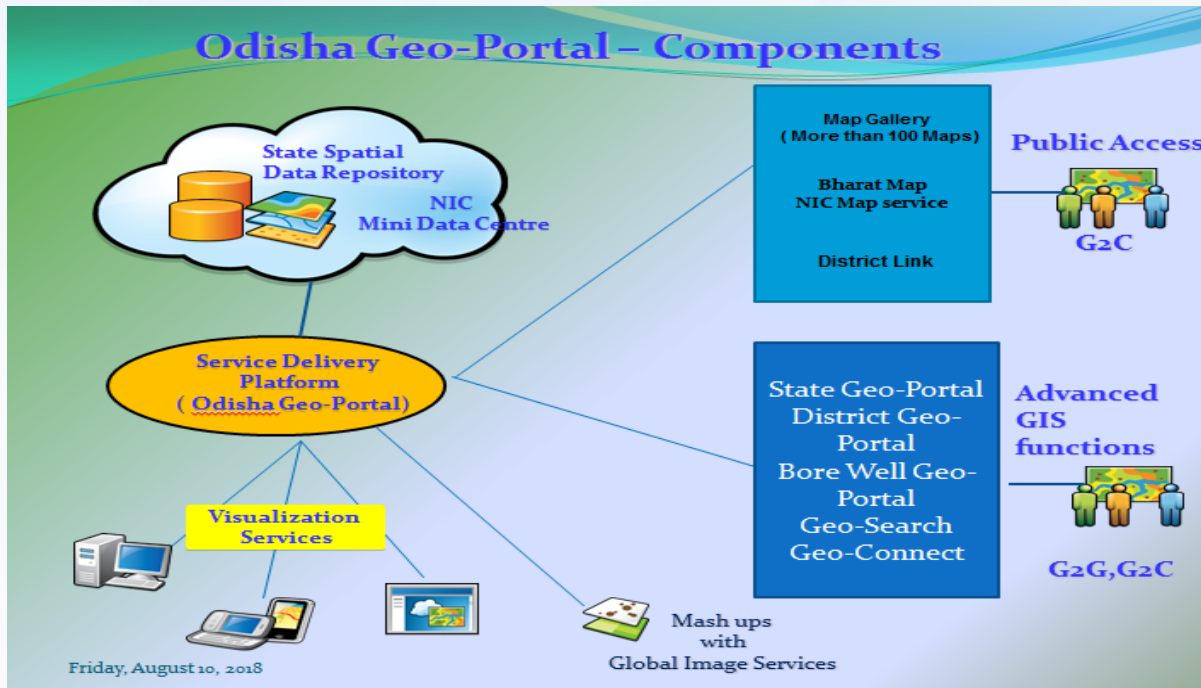 Odisha Geo-Portal – Components
State Spatial
Data Repository
NIC
Mini Data Centre
Service Delivery
Platform
( Odisha Geo-Portal)
Visualization
Services
Mash ups
with
Global Image Services
Map Gallery
( More than 100 Maps)
Bharat Map
NIC Map service
District Link
Public Access
G2C
State Geo-Portal
District Geo-
Portal
Bore Well Geo-
Portal
Geo-Search
Geo-Connect
Advanced
GIS
functions
G2G,G2C
Friday, August 10, 2018